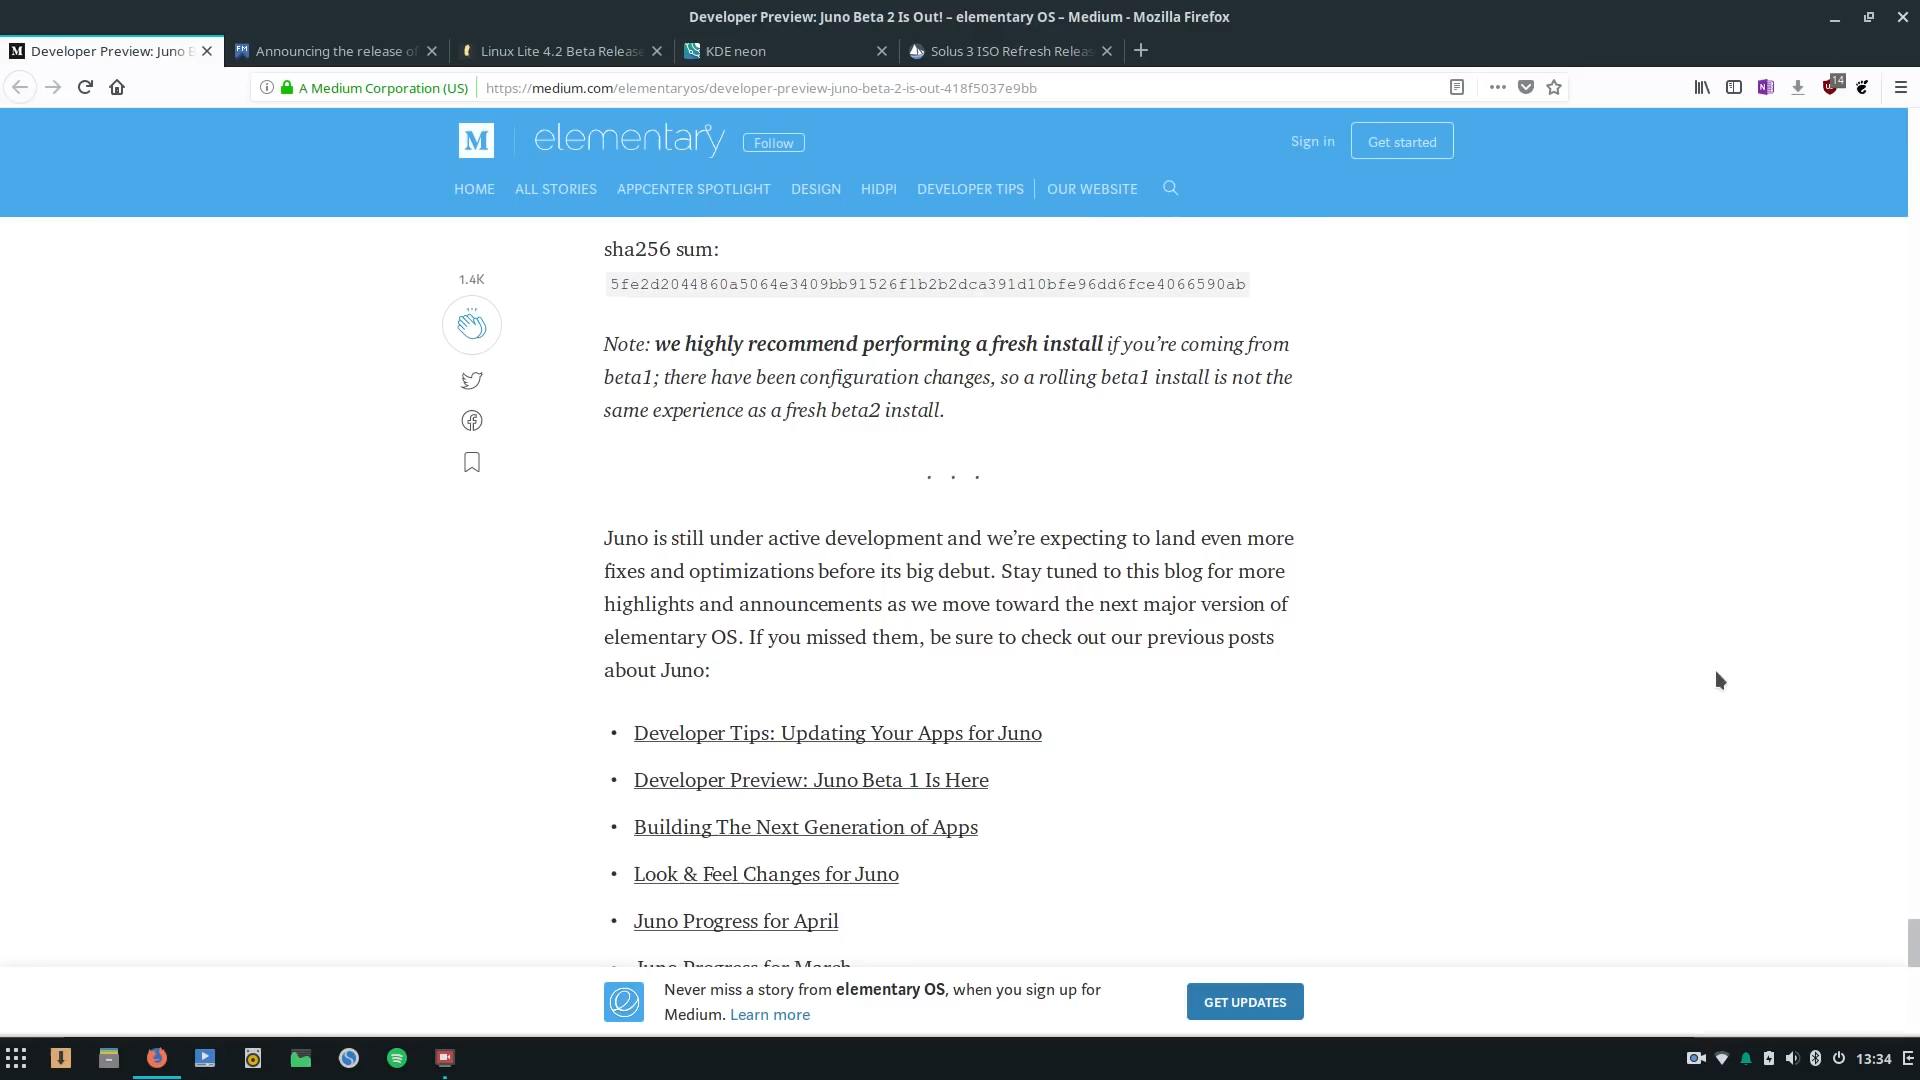 Developer Preview: Juno Beta 2 Is Out! – elementary OS – Medium - Mozilla Firefox
M Developer Preview: Juno B
FM Announcing the release of
Linux Lite 4.2 Beta Release
KDE neon
Solus 3 ISO Refresh Relea
A Medium Corporation (US) https://medium.com/elementaryos/developer-preview-juno-beta-2-is-out-418f5037e9bb
14
M elementary Follow Sign in Get started
HOME ALL STORIES APPCENTER SPOTLIGHT DESIGN HIDPI DEVELOPER TIPS OUR WEBSITE
sha256 sum:
1.4K
5fe2d2044860a5064e3409bb91526f1b2b2dca391d10bfe96dd6fce4066590ab
Note: we highly recommend performing a fresh install if you’re coming from
beta1; there have been configuration changes, so a rolling beta1 install is not the
same experience as a fresh beta2 install.
. . .
Juno is still under active development and we’re expecting to land even more
fixes and optimizations before its big debut. Stay tuned to this blog for more
highlights and announcements as we move toward the next major version of
elementary OS. If you missed them, be sure to check out our previous posts
about Juno:
• Developer Tips: Updating Your Apps for Juno
• Developer Preview: Juno Beta 1 Is Here
• Building The Next Generation of Apps
• Look & Feel Changes for Juno
• Juno Progress for April
Juno Progress for March
Never miss a story from elementary OS, when you sign up for
Medium. Learn more
GET UPDATES
13:34